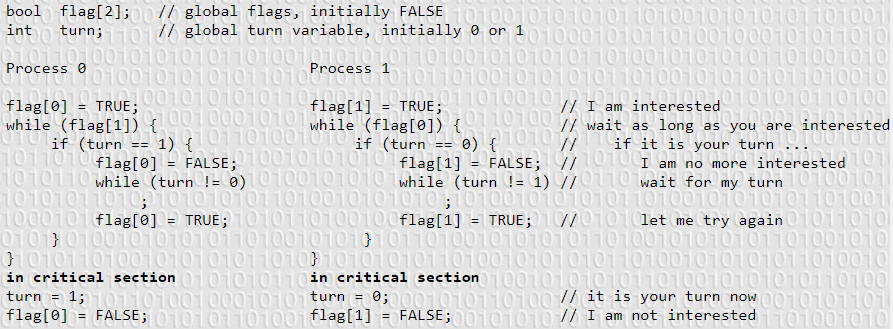 bool  flag[2];   // global flags, initially FALSE
int   turn;      // global turn variable, initially 0 or 1
Process 0                         Process 1
flag[0] = TRUE;                   flag[1] = TRUE;             // I am interested
while (flag[1]) {                 while (flag[0]) {           // wait as long as you are interested
     if (turn == 1) {                  if (turn == 0) {       //    if it is your turn ...
          flag[0] = FALSE;                  flag[1] = FALSE;  //       I am no more interested
          while (turn != 0)                 while (turn != 1) //       wait for my turn
               ;                                 ;
          flag[0] = TRUE;                   flag[1] = TRUE;   //       let me try again
     }                                  }
}                                 }
in critical section               in critical section
turn = 1;                         turn = 0;                   // it is your turn now
flag[0] = FALSE;                  flag[1] = FALSE;            // I am not interested